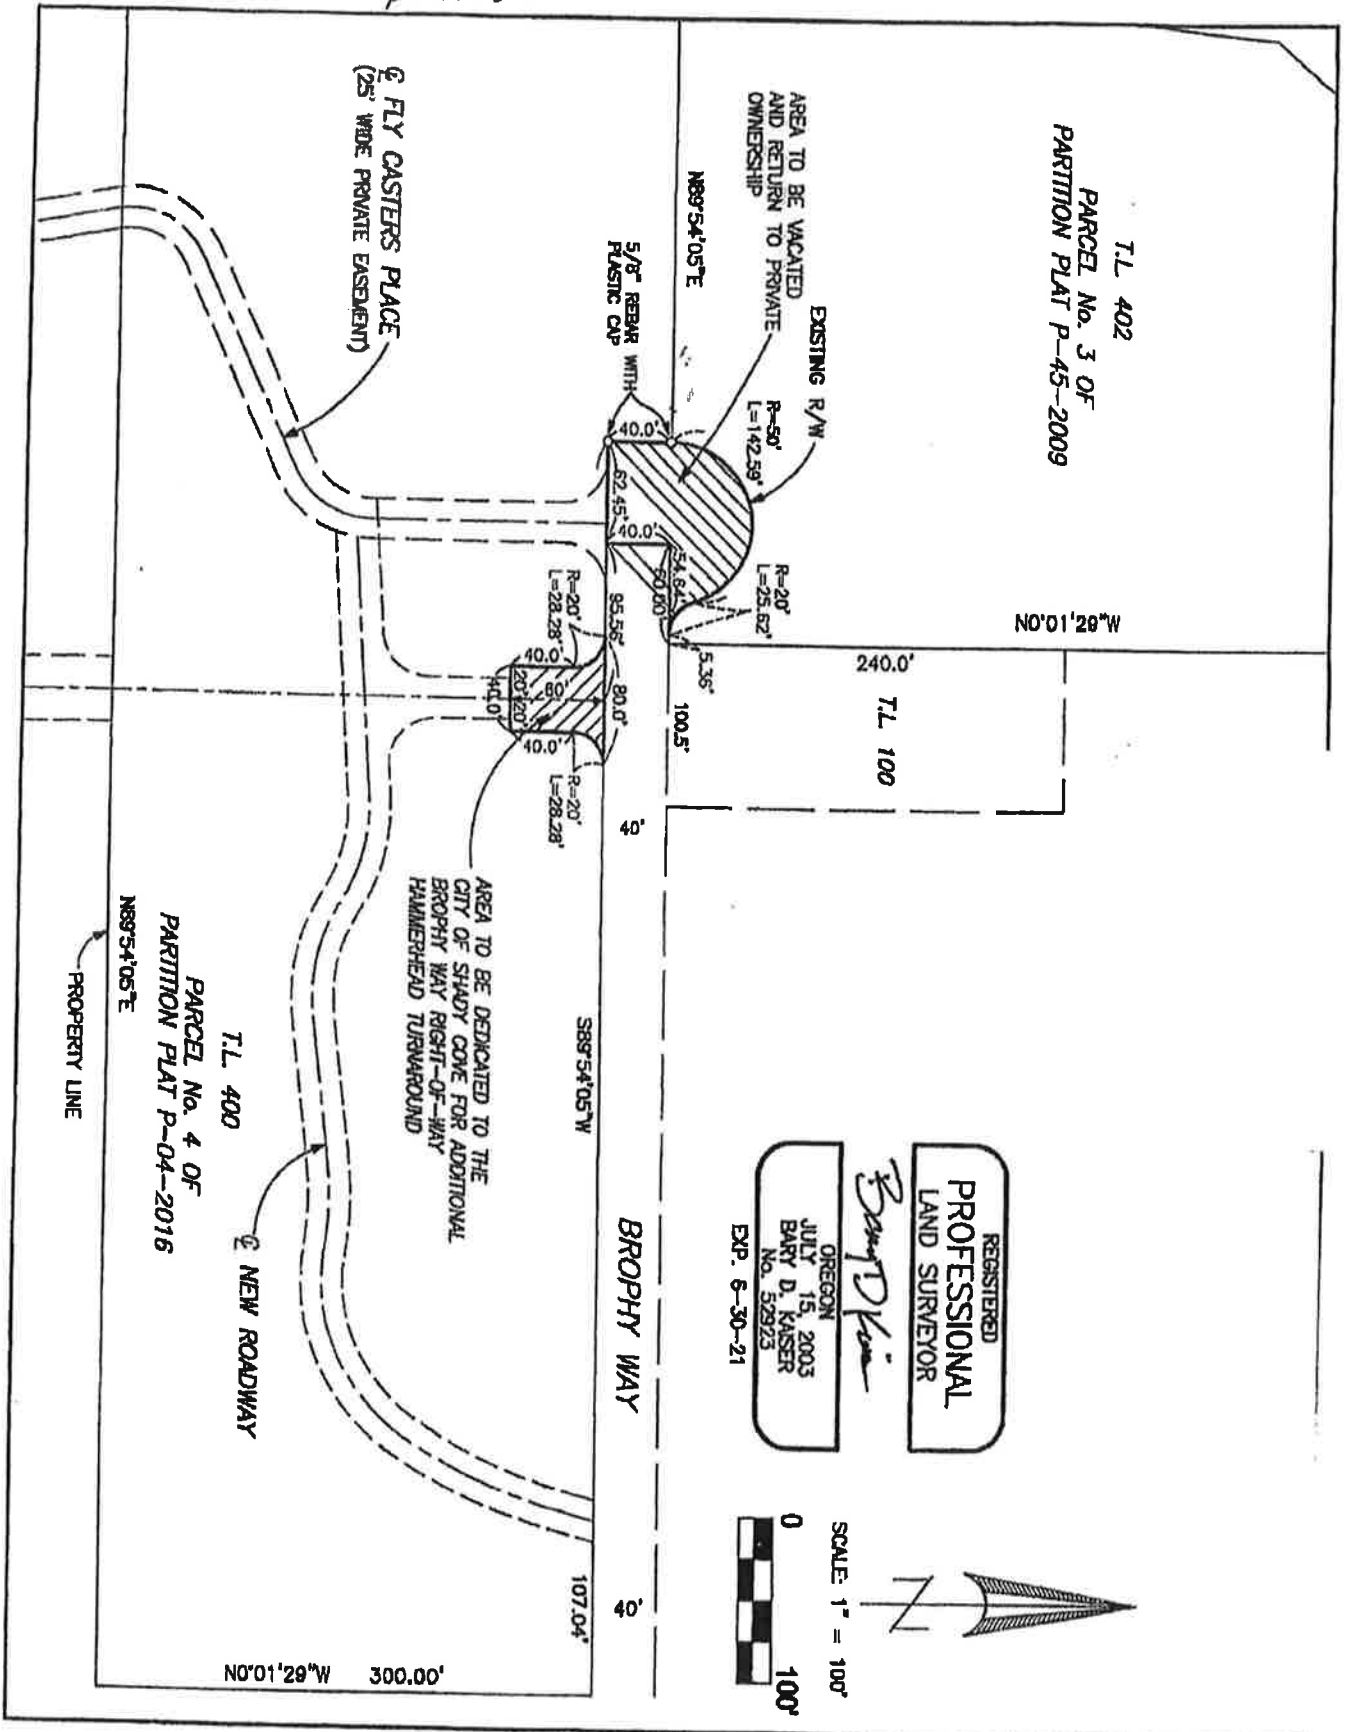 T.L. 402
PARCEL No. 3 OF
PARTITION PLAT P-45-2009
N0°01'29"W
240.0'
T.L. 100
EXISTING R/W
AREA TO BE VACATED
AND RETURN TO PRIVATE
OWNERSHIP
R=50'
L=142.59'
R=20'
L=25.62'
N89°54'05"E
5/8" REBAR WITH
PLASTIC CAP
40.0'
62.45'
40.0'
54.64'
60.00'
5.36'
100.5'
95.56'
80.0'
R=20'
L=28.28'
40.0'
20'
20'
60'
40.0'
40.0'
R=20'
L=28.28'
40'
S89°54'05"W
BROPHY WAY
40'
107.04'
℄ FLY CASTERS PLACE
(25' WIDE PRIVATE EASEMENT)
AREA TO BE DEDICATED TO THE
CITY OF SHADY COVE FOR ADDITIONAL
BROPHY WAY RIGHT-OF-WAY
HAMMERHEAD TURNAROUND
℄ NEW ROADWAY
T.L. 400
PARCEL No. 4 OF
PARTITION PLAT P-04-2016
N89°54'05"E
PROPERTY LINE
N0°01'29"W 300.00'
REGISTERED
PROFESSIONAL
LAND SURVEYOR
OREGON
JULY 15, 2003
BARY D. KAISER
No. 52923
EXP. 6-30-21
N
SCALE: 1" = 100'
0 100'